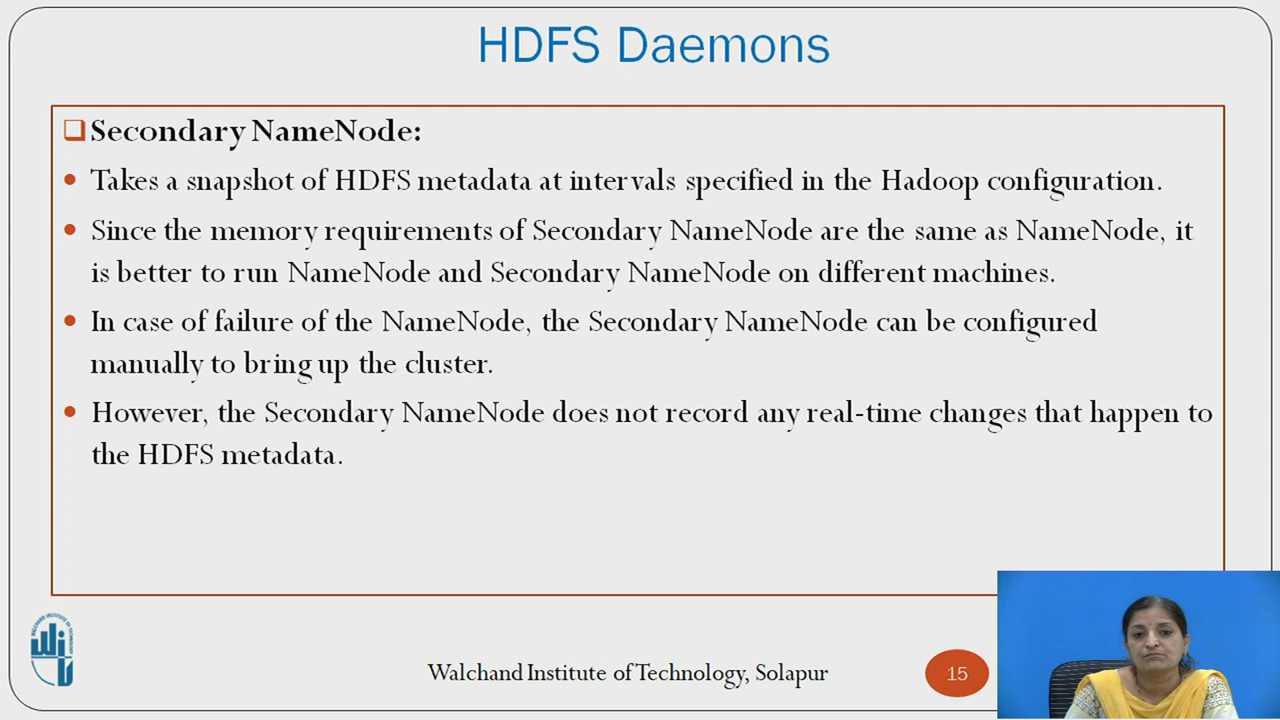 HDFS Daemons
Secondary NameNode:
Takes a snapshot of HDFS metadata at intervals specified in the Hadoop configuration.
Since the memory requirements of Secondary NameNode are the same as NameNode, it
is better to run NameNode and Secondary NameNode on different machines.
In case of failure of the NameNode, the Secondary NameNode can be configured
manually to bring up the cluster.
However, the Secondary NameNode does not record any real-time changes that happen to
the HDFS metadata.
WALCHAND INSTITUTE OF TECHNOLOGY
Walchand Institute of Technology, Solapur
15